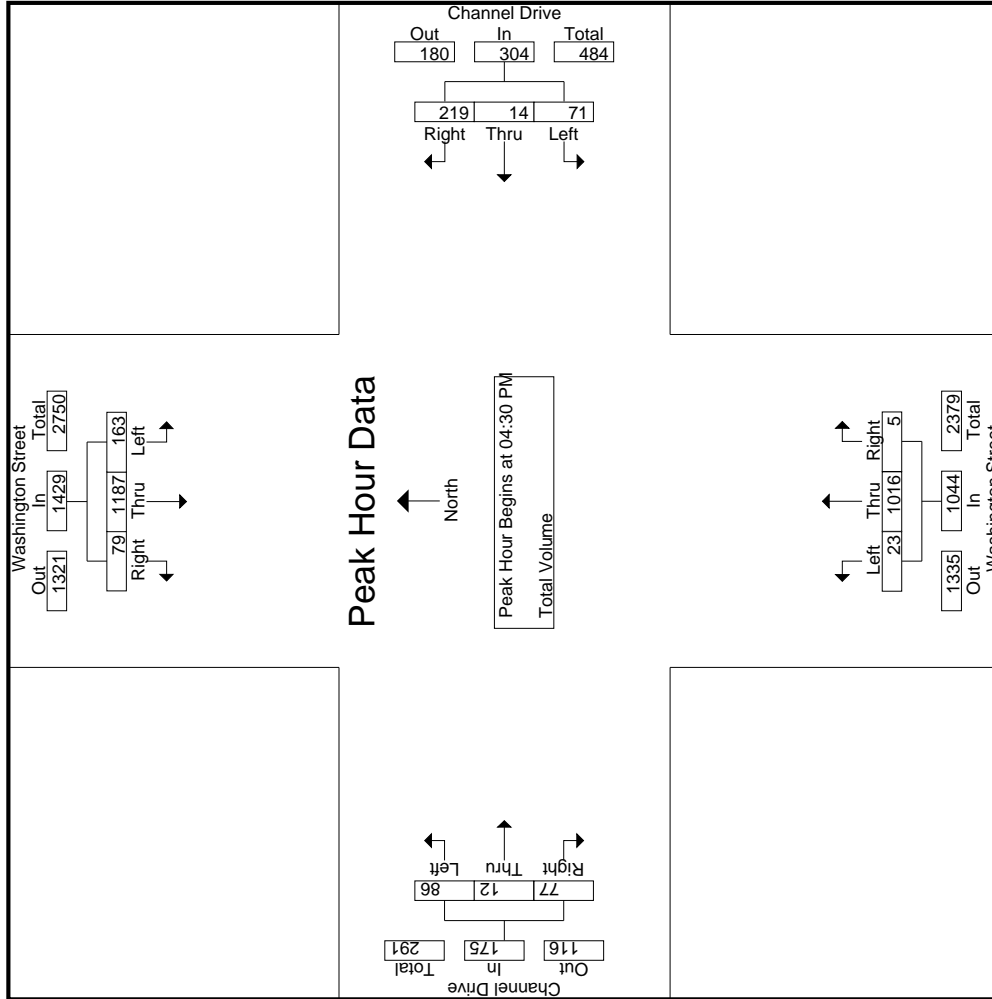 Channel Drive
Out In Total
180 304 484
219 14 71
Right Thru Left
Washington Street
Out In Total
1321 1429 2750
79 1187 163
Right Thru Left
Peak Hour Data
North
Peak Hour Begins at 04:30 PM
Total Volume
Left Thru Right
23 1016 5
1335 1044 2379
Out In Total
Washington Street
Left Thru Right
86 12 77
291 175 116
Total In Out
Channel Drive